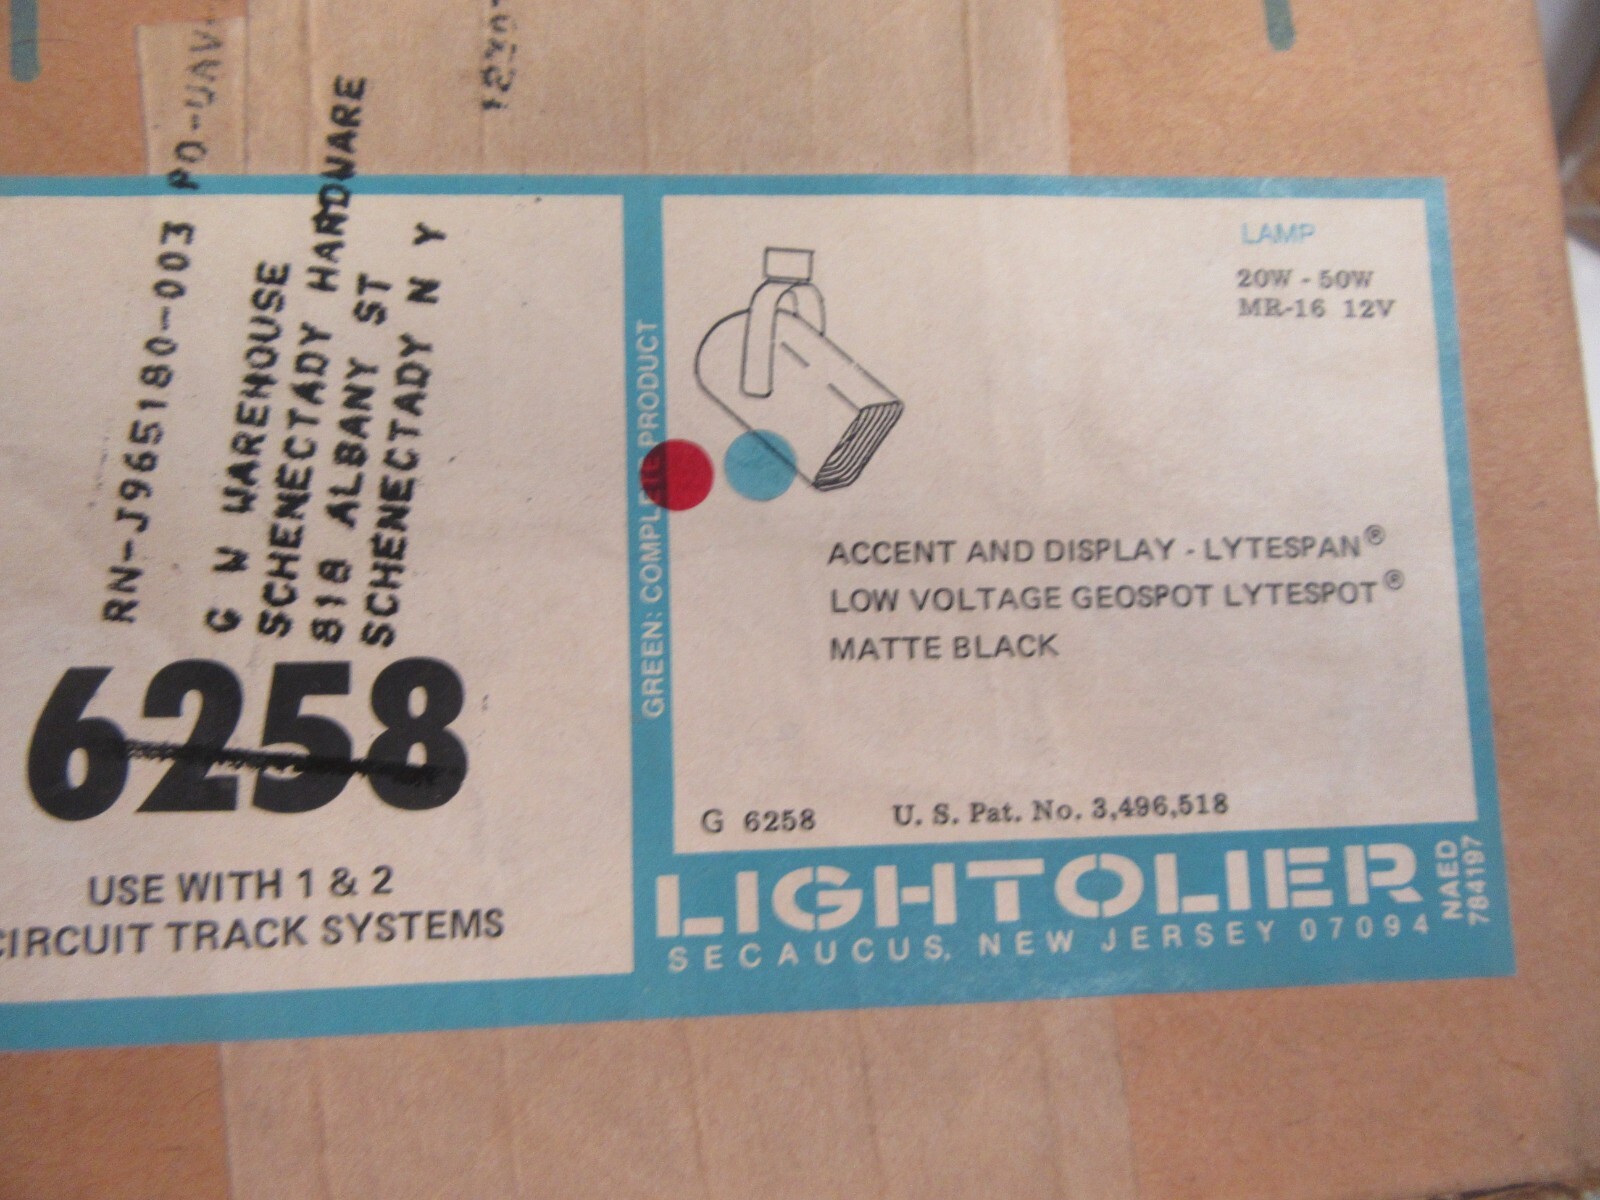 RN-J965180-003 PO-
G W WAREHOUSE
SCHENECTADY HARDWARE
818 ALBANY ST
SCHENECTADY N Y
6258
USE WITH 1 & 2
CIRCUIT TRACK SYSTEMS
GREEN: COMPLETE PRODUCT
LAMP
20W - 50W
MR-16 12V
ACCENT AND DISPLAY - LYTESPAN®
LOW VOLTAGE GEOSPOT LYTESPOT®
MATTE BLACK
G 6258 U. S. Pat. No. 3,496,518
LIGHTOLIER
SECAUCUS, NEW JERSEY 07094
NAED
784197